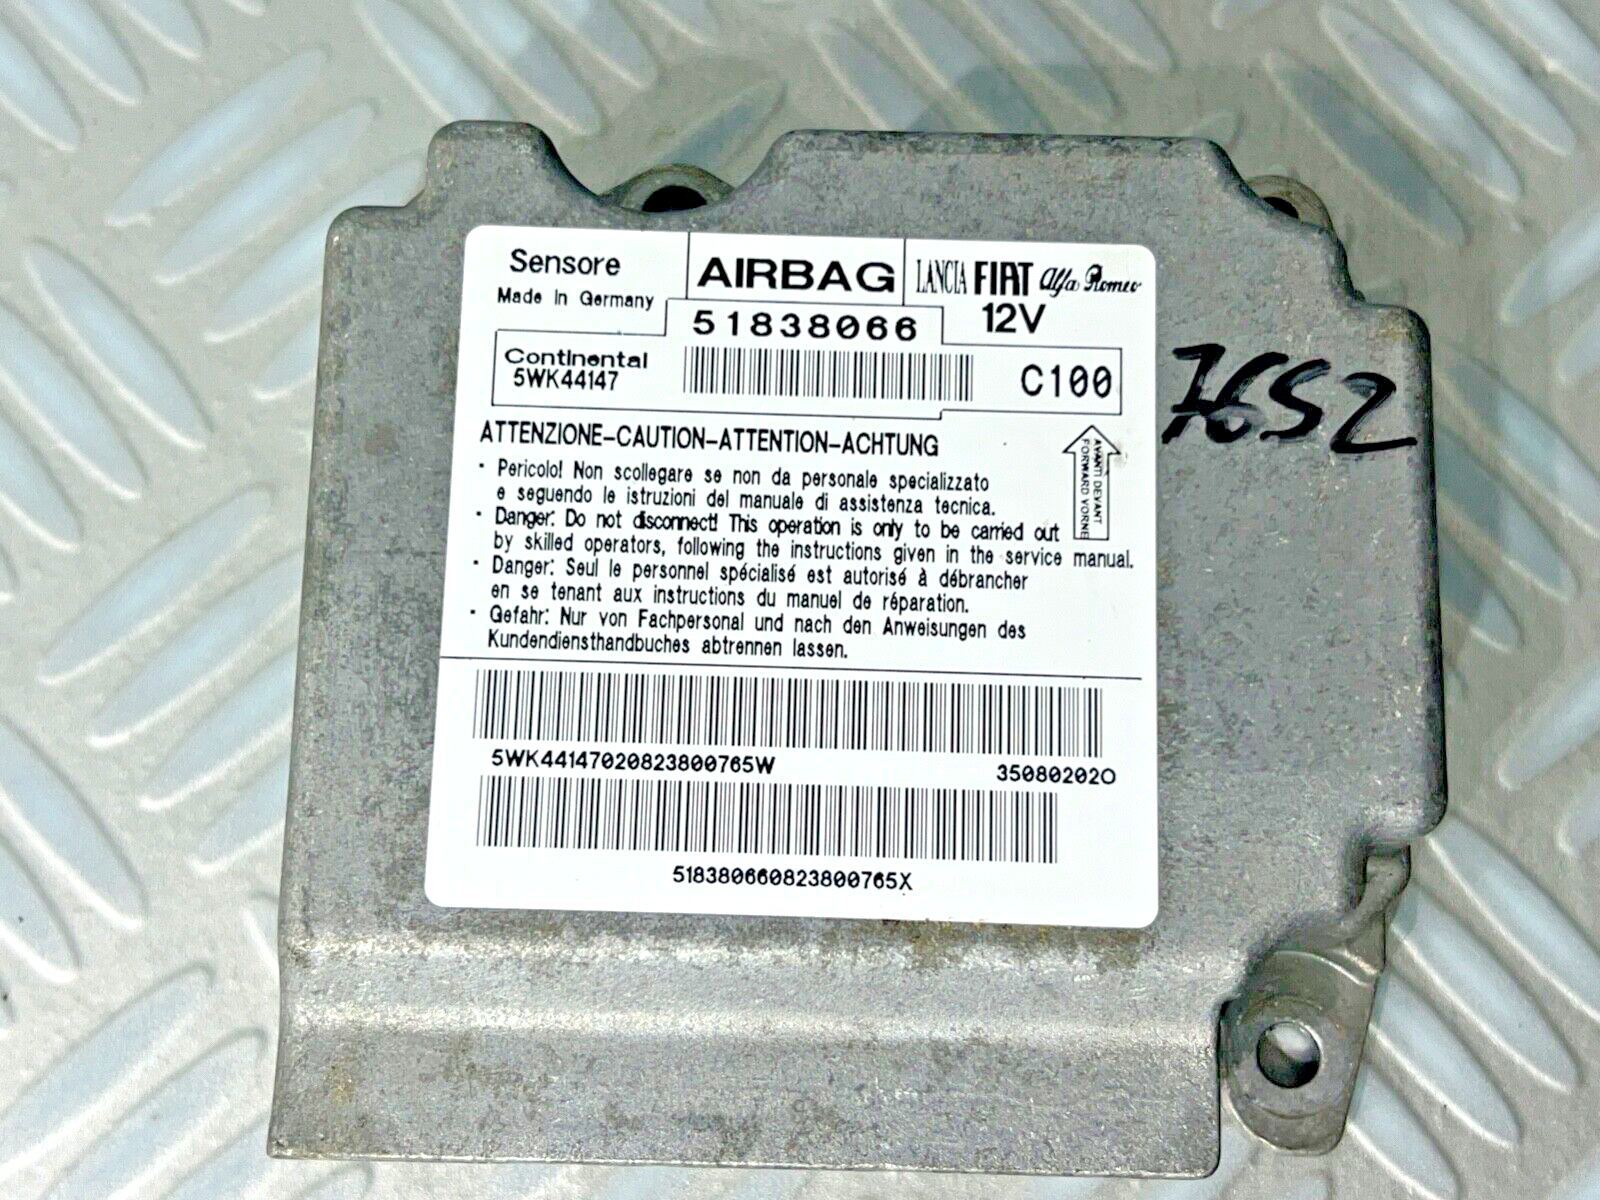 Sensore
AIRBAG
LANCIA FIAT Alfa Romeo
Made in Germany
51838066
12V
Continental
5WK44147
C100
7652
ATTENZIONE-CAUTION-ATTENTION-ACHTUNG
AVANTI DEVANT
FORWARD VORNE
• Pericolo! Non scollegare se non da personale specializzato
e seguendo le istruzioni del manuale di assistenza tecnica.
• Danger: Do not disconnect! This operation is only to be carried out
by skilled operators, following the instructions given in the service manual.
• Danger: Seul le personnel spécialisé est autorisé à débrancher
en se tenant aux instructions du manuel de réparation.
• Gefahr: Nur von Fachpersonal und nach den Anweisungen des
Kundendiensthandbuches abtrennen lassen.
5WK44147020823800765W
350802020
518380660823800765X